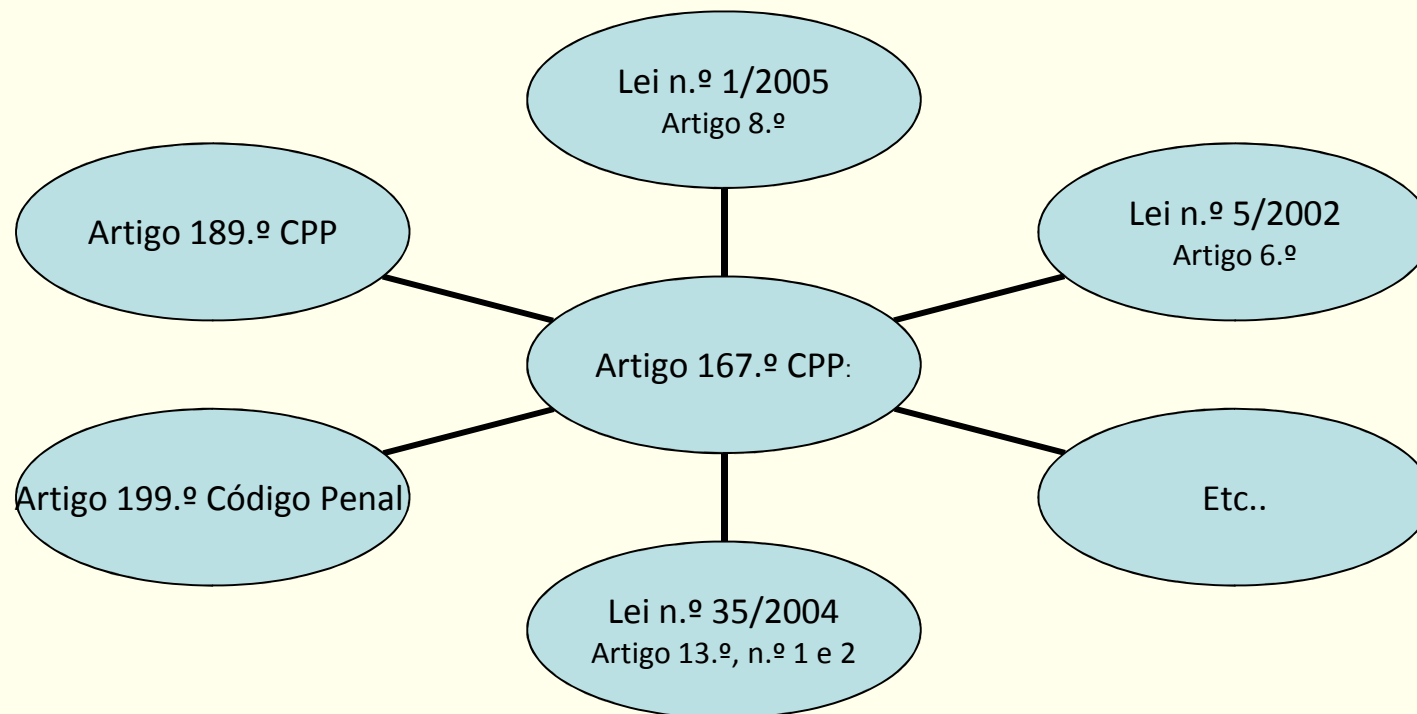 Lei n.º 1/2005
Artigo 8.º
Artigo 189.º CPP
Lei n.º 5/2002
Artigo 6.º
Artigo 167.º CPP:
Artigo 199.º Código Penal
Etc..
Lei n.º 35/2004
Artigo 13.º, n.º 1 e 2